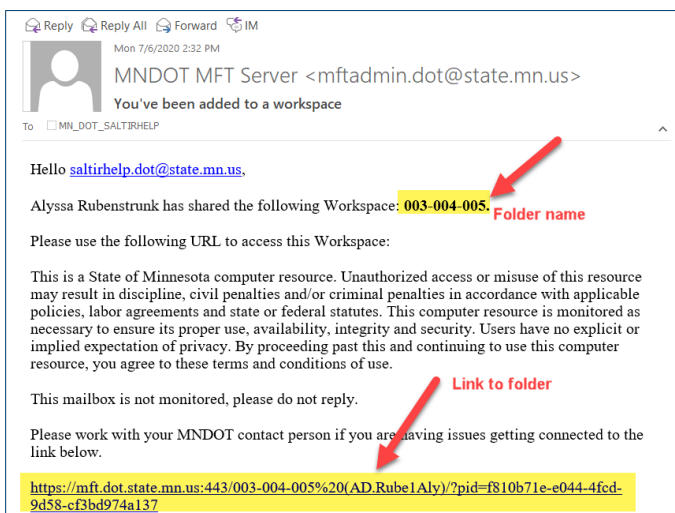 Reply Reply All Forward IM
Mon 7/6/2020 2:32 PM
MNDOT MFT Server <mftadmin.dot@state.mn.us>
You've been added to a workspace
To MN_DOT_SALTIRHELP
Hello saltirhelp.dot@state.mn.us,
Alyssa Rubenstrunk has shared the following Workspace: 003-004-005.
Folder name
Please use the following URL to access this Workspace:
This is a State of Minnesota computer resource. Unauthorized access or misuse of this resource
may result in discipline, civil penalties and/or criminal penalties in accordance with applicable
policies, labor agreements and state or federal statutes. This computer resource is monitored as
necessary to ensure its proper use, availability, integrity and security. Users have no explicit or
implied expectation of privacy. By proceeding past this and continuing to use this computer
resource, you agree to these terms and conditions of use.
Link to folder
This mailbox is not monitored, please do not reply.
Please work with your MNDOT contact person if you are having issues getting connected to the
link below.
https://mft.dot.state.mn.us:443/003-004-005%20(AD.Rube1Aly)/?pid=f810b71e-e044-4fcd-
9d58-cf3bd974a137